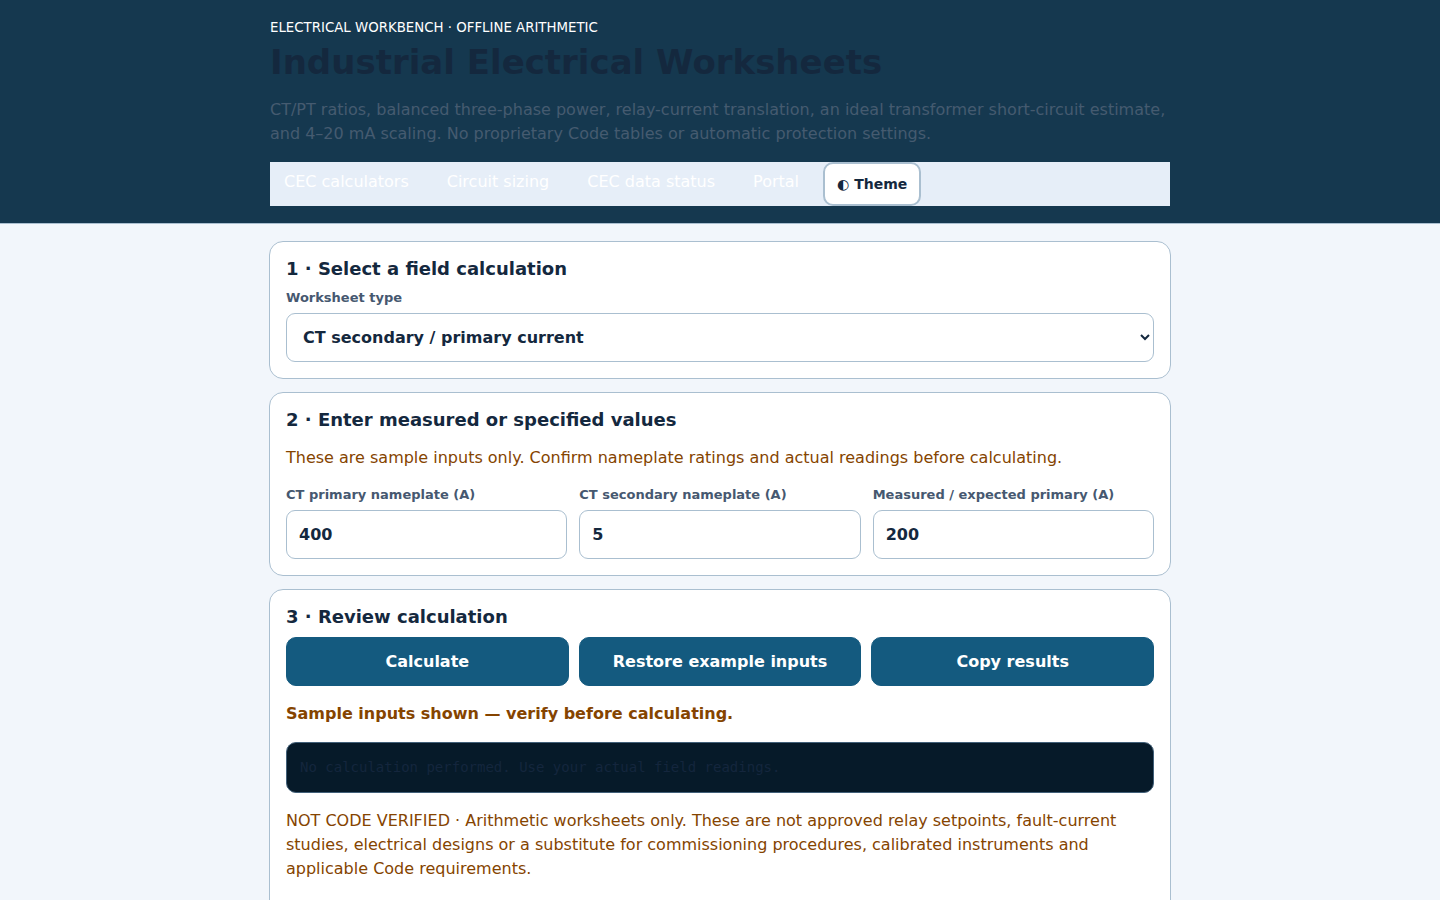 ELECTRICAL WORKBENCH · OFFLINE ARITHMETIC
Industrial Electrical Worksheets
CT/PT ratios, balanced three-phase power, relay-current translation, an ideal transformer short-circuit estimate,
and 4–20 mA scaling. No proprietary Code tables or automatic protection settings.
CEC calculators Circuit sizing CEC data status Portal ◐ Theme
1 · Select a field calculation
Worksheet type
CT secondary / primary current
2 · Enter measured or specified values
These are sample inputs only. Confirm nameplate ratings and actual readings before calculating.
CT primary nameplate (A) CT secondary nameplate (A) Measured / expected primary (A)
400 5 200
3 · Review calculation
Calculate Restore example inputs Copy results
Sample inputs shown — verify before calculating.
No calculation performed. Use your actual field readings.
NOT CODE VERIFIED · Arithmetic worksheets only. These are not approved relay setpoints, fault-current
studies, electrical designs or a substitute for commissioning procedures, calibrated instruments and
applicable Code requirements.